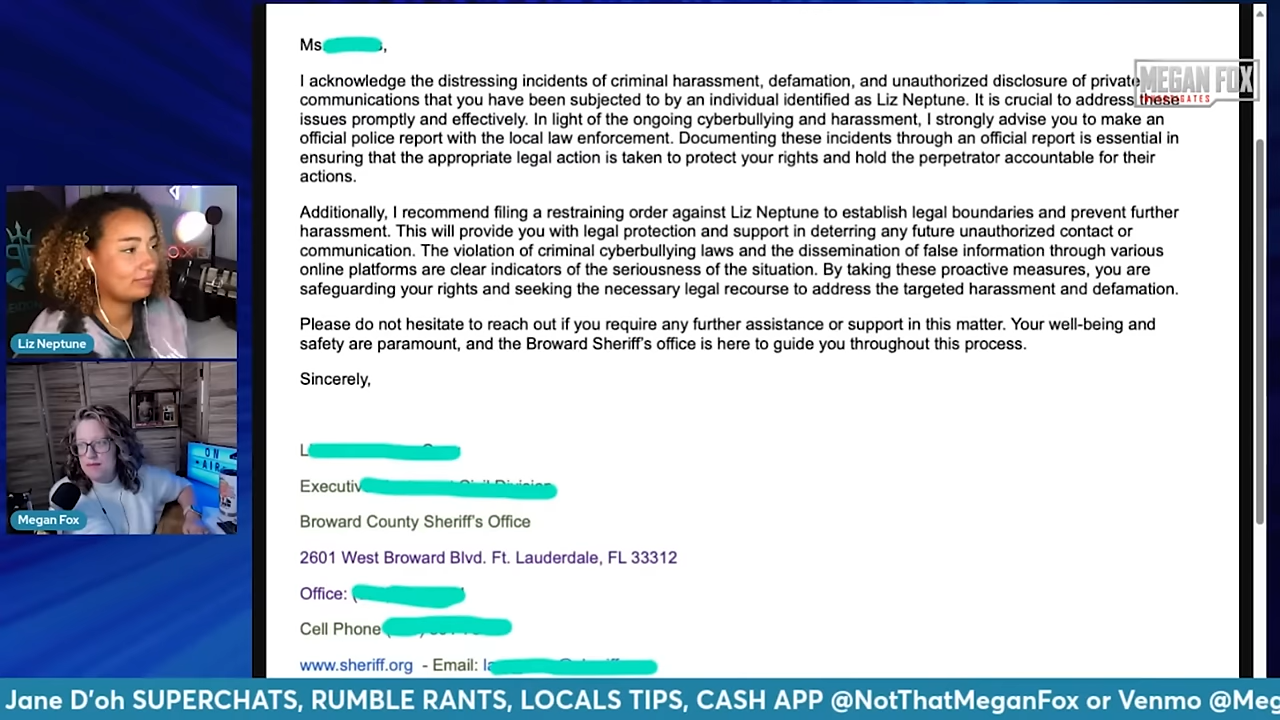 Ms
I acknowledge the distressing incidents of criminal harassment, defamation, and unauthorized disclosure of private
communications that you have been subjected to by an individual identified as Liz Neptune. It is crucial to address these
issues promptly and effectively. In light of the ongoing cyberbullying and harassment, I strongly advise you to make an
official police report with the local law enforcement. Documenting these incidents through an official report is essential in
ensuring that the appropriate legal action is taken to protect your rights and hold the perpetrator accountable for their
actions.
Additionally, I recommend filing a restraining order against Liz Neptune to establish legal boundaries and prevent further
harassment. This will provide you with legal protection and support in deterring any future unauthorized contact or
communication. The violation of criminal cyberbullying laws and the dissemination of false information through various
online platforms are clear indicators of the seriousness of the situation. By taking these proactive measures, you are
safeguarding your rights and seeking the necessary legal recourse to address the targeted harassment and defamation.
Please do not hesitate to reach out if you require any further assistance or support in this matter. Your well-being and
safety are paramount, and the Broward Sheriff's office is here to guide you throughout this process.
Sincerely,
Broward County Sheriff's Office
2601 West Broward Blvd. Ft. Lauderdale, FL 33312
Office:
Cell Phone
www.sheriff.org - Email:
MEGAN FOX
INVESTIGATES
Liz Neptune
ON
AIR
Megan Fox
Jane D'oh SUPERCHATS, RUMBLE RANTS, LOCALS TIPS, CASH APP @NotThatMeganFox or Venmo @Meg